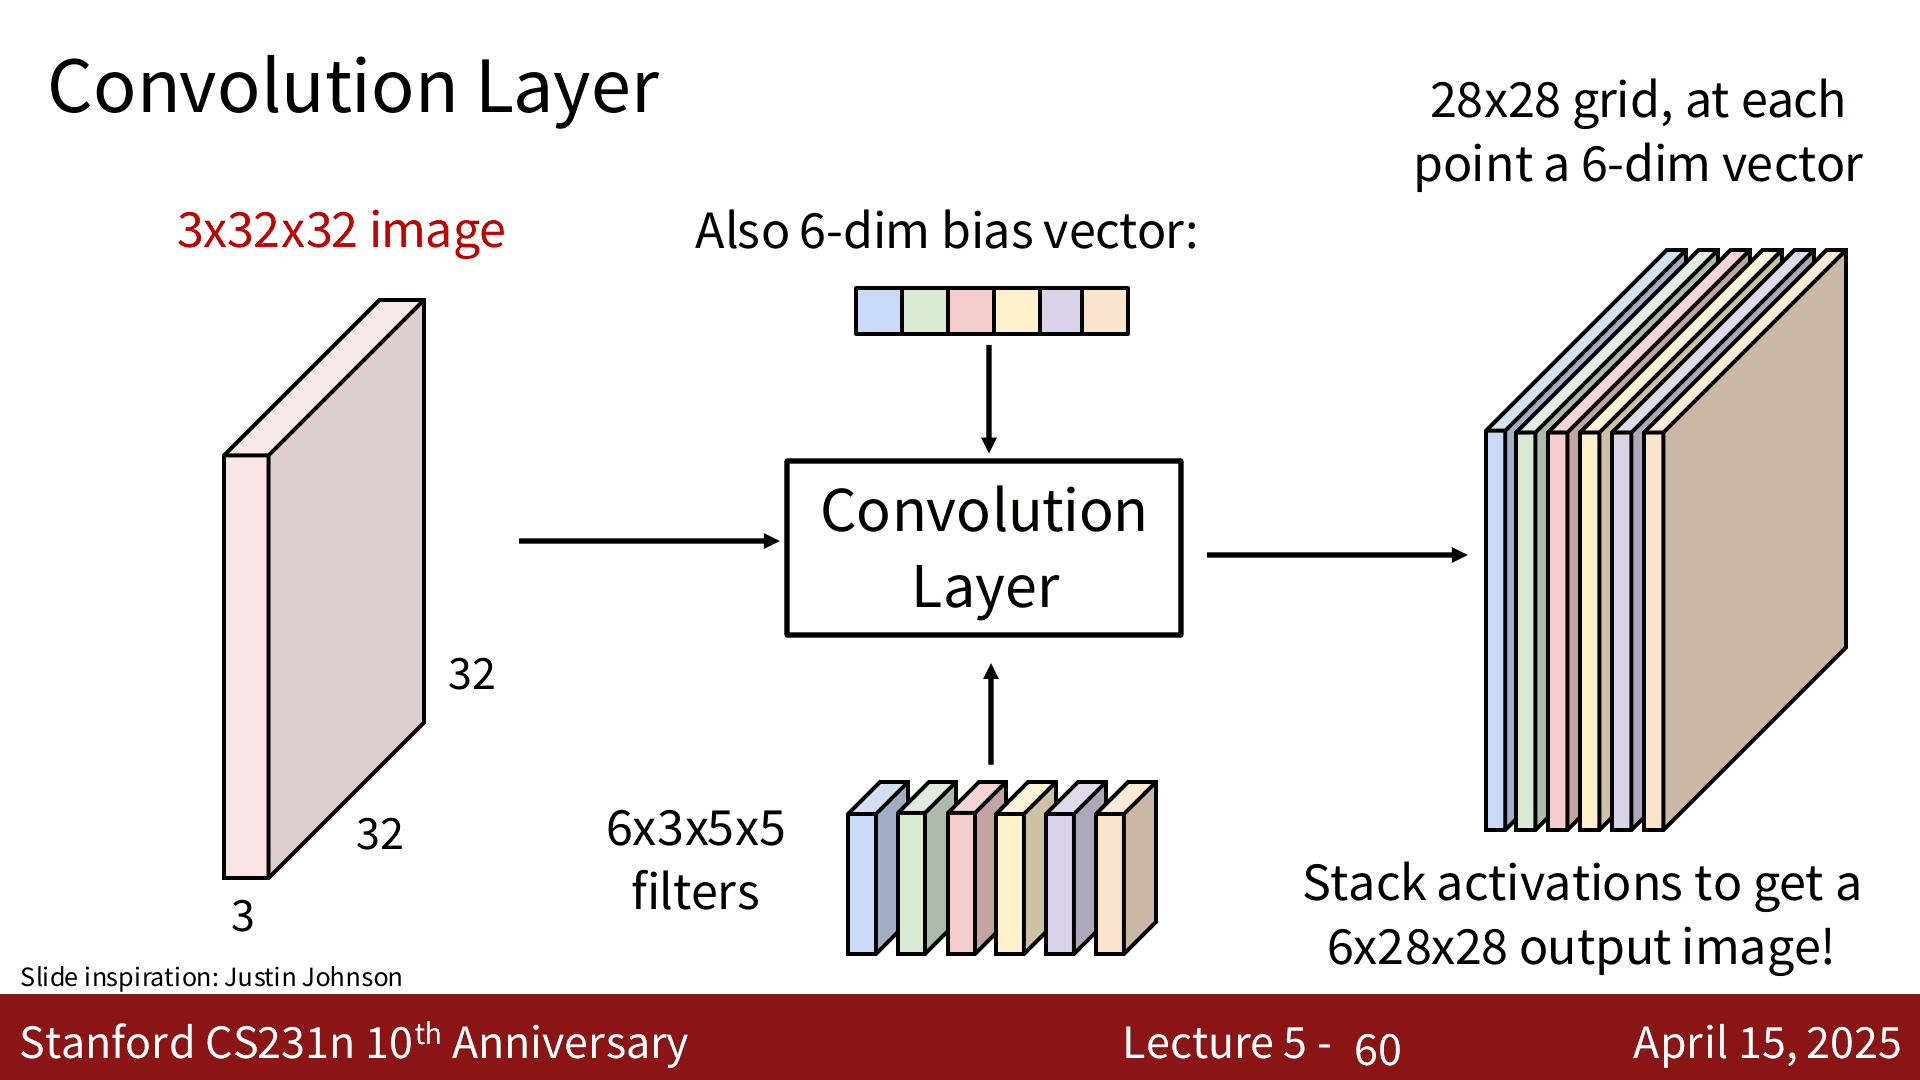 Convolution Layer
28x28 grid, at each
point a 6-dim vector
3x32x32 image
Also 6-dim bias vector:
Convolution
Layer
32
32
3
6x3x5x5
filters
Stack activations to get a
6x28x28 output image!
Slide inspiration: Justin Johnson
Stanford CS231n 10th Anniversary
Lecture 5 - 60
April 15, 2025